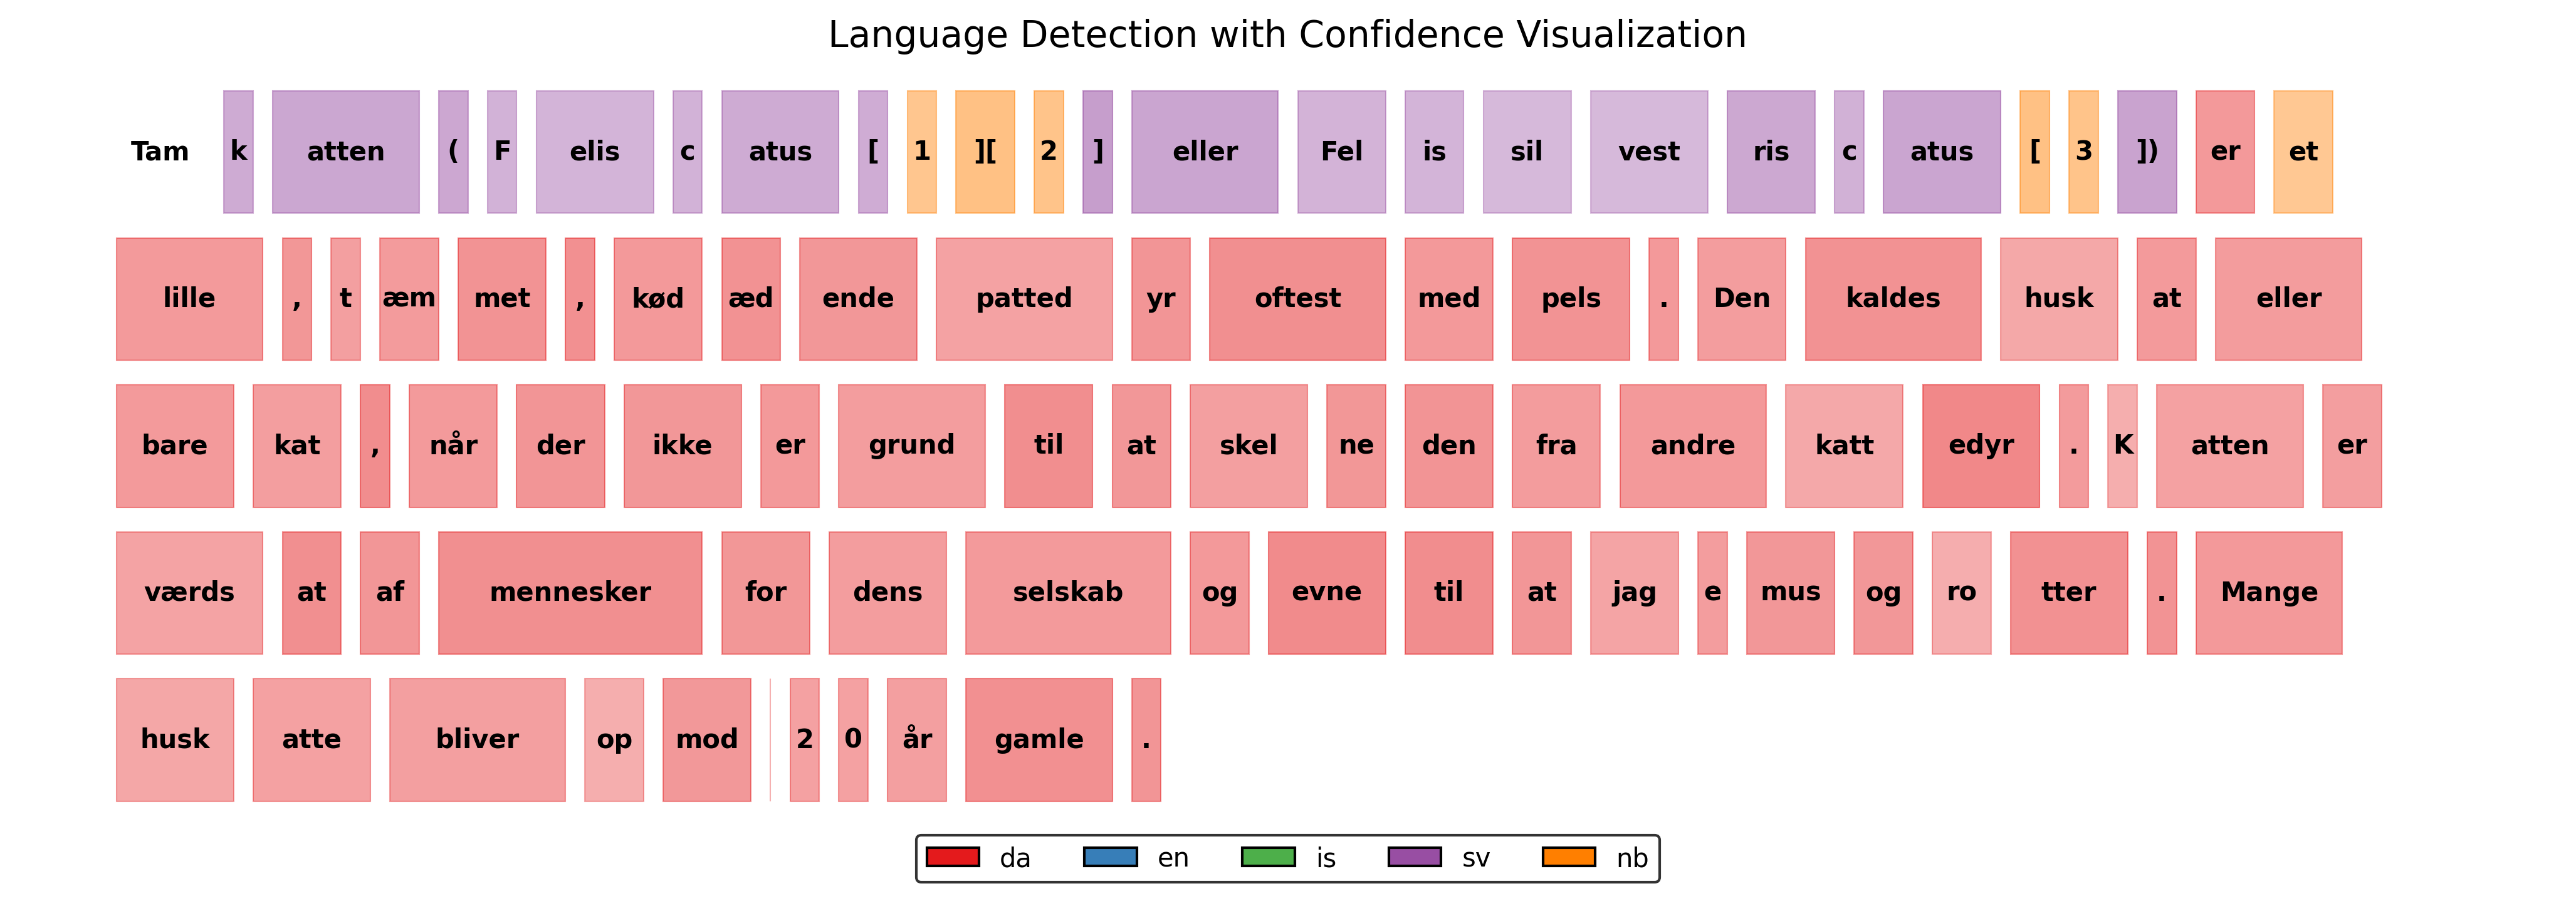 Language Detection with Confidence Visualization
Tam k atten ( F elis c atus [ 1 ][ 2 ] eller Fel is sil vest ris c atus [ 3 ]) er et
lille , t æm met , kød æd ende patted yr oftest med pels . Den kaldes husk at eller
bare kat , når der ikke er grund til at skel ne den fra andre katt edyr . K atten er
værds at af mennesker for dens selskab og evne til at jag e mus og ro tter . Mange
husk atte bliver op mod 2 0 år gamle .
da en is sv nb